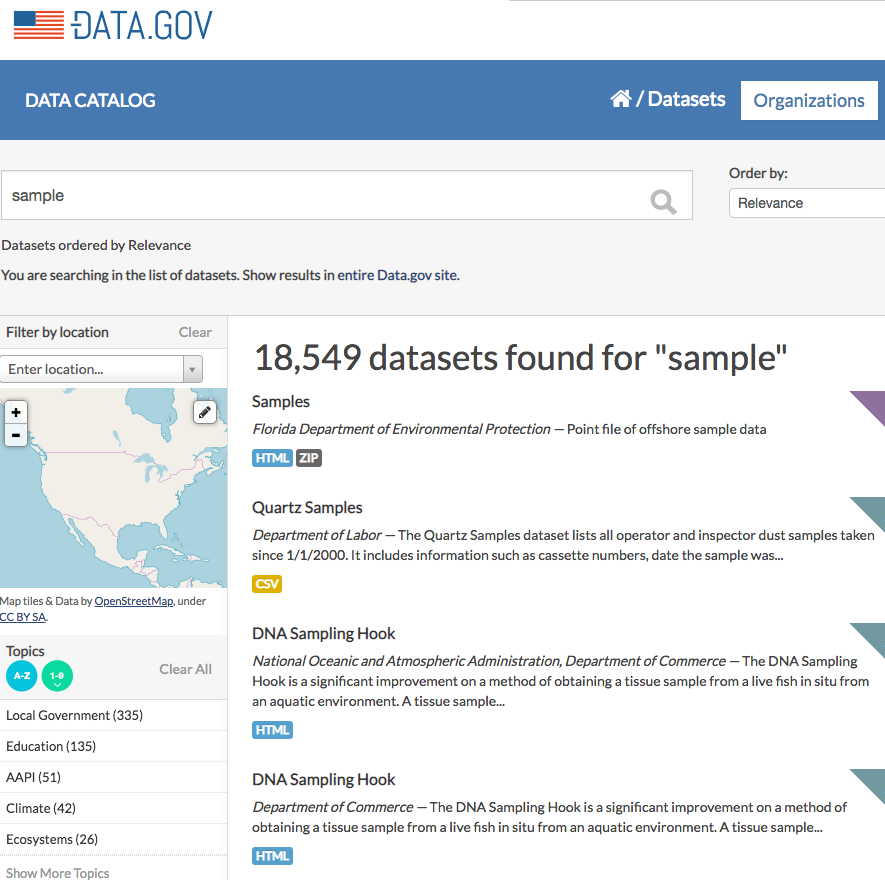 DATA.GOV
DATA CATALOG
/ Datasets
Organizations
sample
Order by:
Relevance
Datasets ordered by Relevance
You are searching in the list of datasets. Show results in entire Data.gov site.
Filter by location Clear
Enter location...
+
-
Map tiles & Data by OpenStreetMap, under
CC BY SA.
Topics
A-Z 1-9
Clear All
Local Government (335)
Education (135)
AAPI (51)
Climate (42)
Ecosystems (26)
Show More Topics
18,549 datasets found for "sample"
Samples
Florida Department of Environmental Protection — Point file of offshore sample data
HTML ZIP
Quartz Samples
Department of Labor — The Quartz Samples dataset lists all operator and inspector dust samples taken
since 1/1/2000. It includes information such as cassette numbers, date the sample was...
CSV
DNA Sampling Hook
National Oceanic and Atmospheric Administration, Department of Commerce — The DNA Sampling
Hook is a significant improvement on a method of obtaining a tissue sample from a live fish in situ from
an aquatic environment. A tissue sample...
HTML
DNA Sampling Hook
Department of Commerce — The DNA Sampling Hook is a significant improvement on a method of
obtaining a tissue sample from a live fish in situ from an aquatic environment. A tissue sample...
HTML